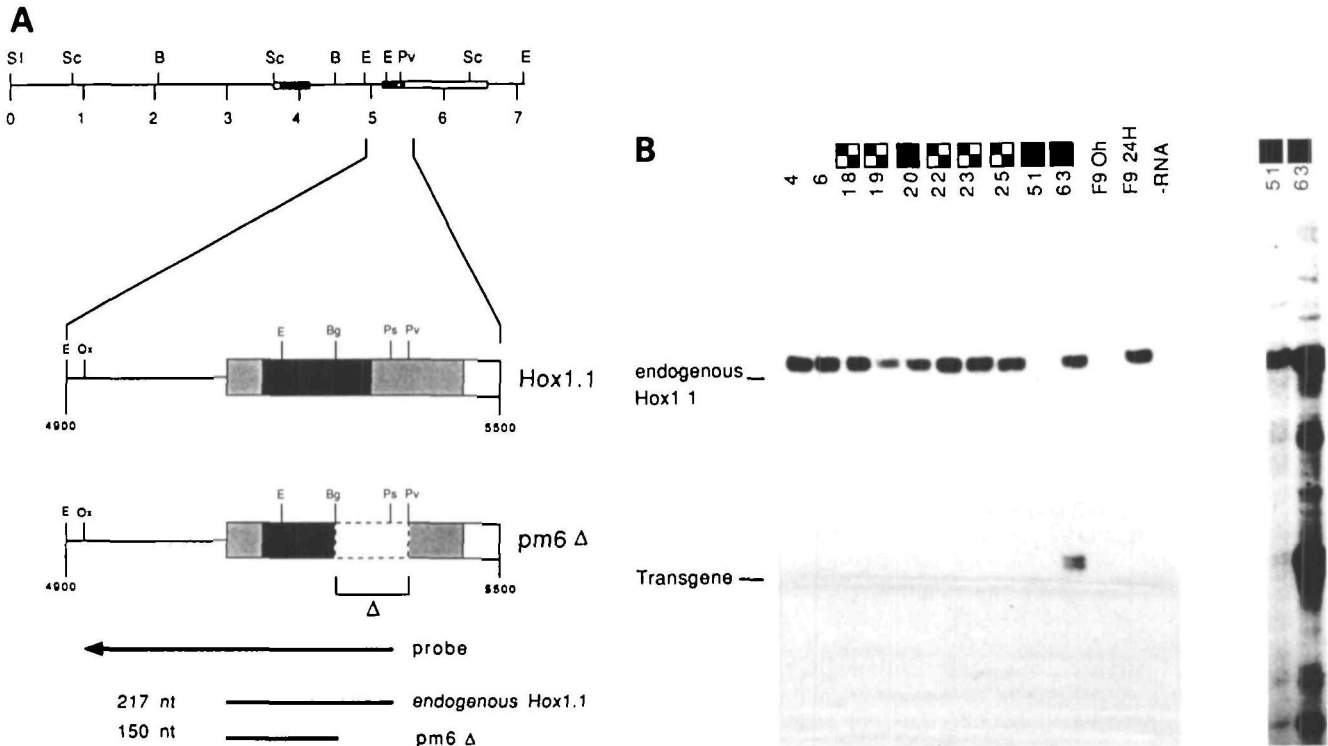 A
S1 Sc B Sc B E E Pv Sc E
0 1 2 3 4 5 6 7
E Ox E Bg Ps Pv
Hox1.1
4900 5500
E Ox E Bg Ps Pv
pm6 Δ
4900 5500
Δ
probe
217 nt endogenous Hox1.1
150 nt pm6 Δ
B
4 6 18 19 20 22 23 25 51 63 F9 0h F9 24H -RNA
51 63
endogenous
Hox1 1
Transgene